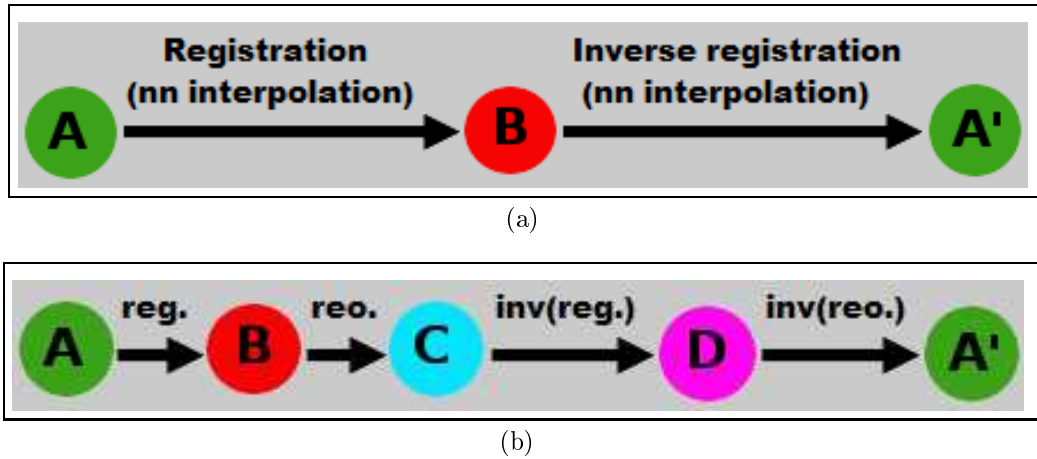 Registration
(nn interpolation)
Inverse registration
(nn interpolation)
A
B
A'
(a)
reg.
reo.
inv(reg.)
inv(reo.)
A
B
C
D
A'
(b)